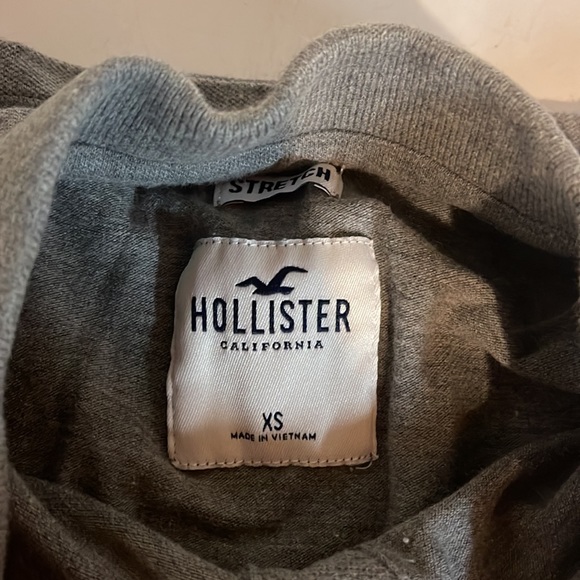 STRETCH
HOLLISTER
CALIFORNIA
XS
MADE IN VIETNAM